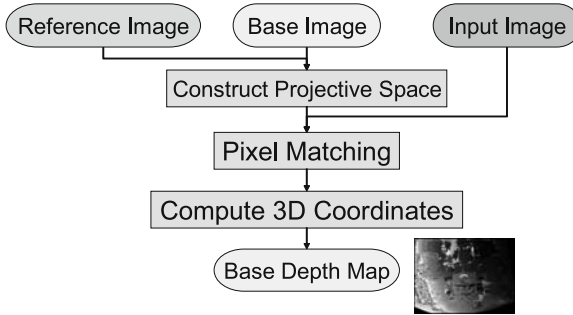 Reference Image
Base Image
Input Image
Construct Projective Space
Pixel Matching
Compute 3D Coordinates
Base Depth Map